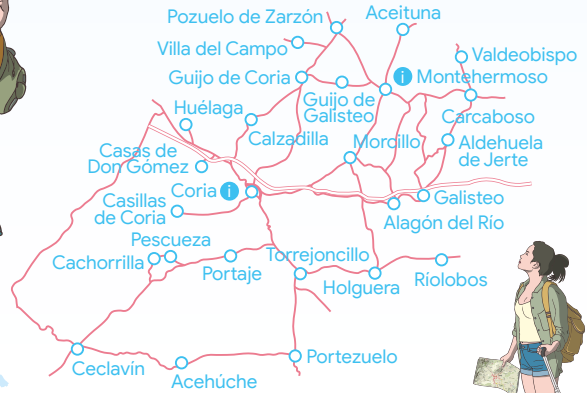 Pozuelo de Zarzón
Aceituna
Villa del Campo
Valdeobispo
Guijo de Coria
i Montehermoso
Guijo de
Galisteo
Huélaga
Carcaboso
Calzadilla
Mordillo
Aldehuela
de Jerte
Casas de
Don Gómez
Coria i
Galisteo
Casillas
de Coria
Alagón del Río
Pescueza
Cachorrilla
Portaje
Torrejoncillo
Holguera
Ríolobos
Portezuelo
Ceclavín
Acehúche